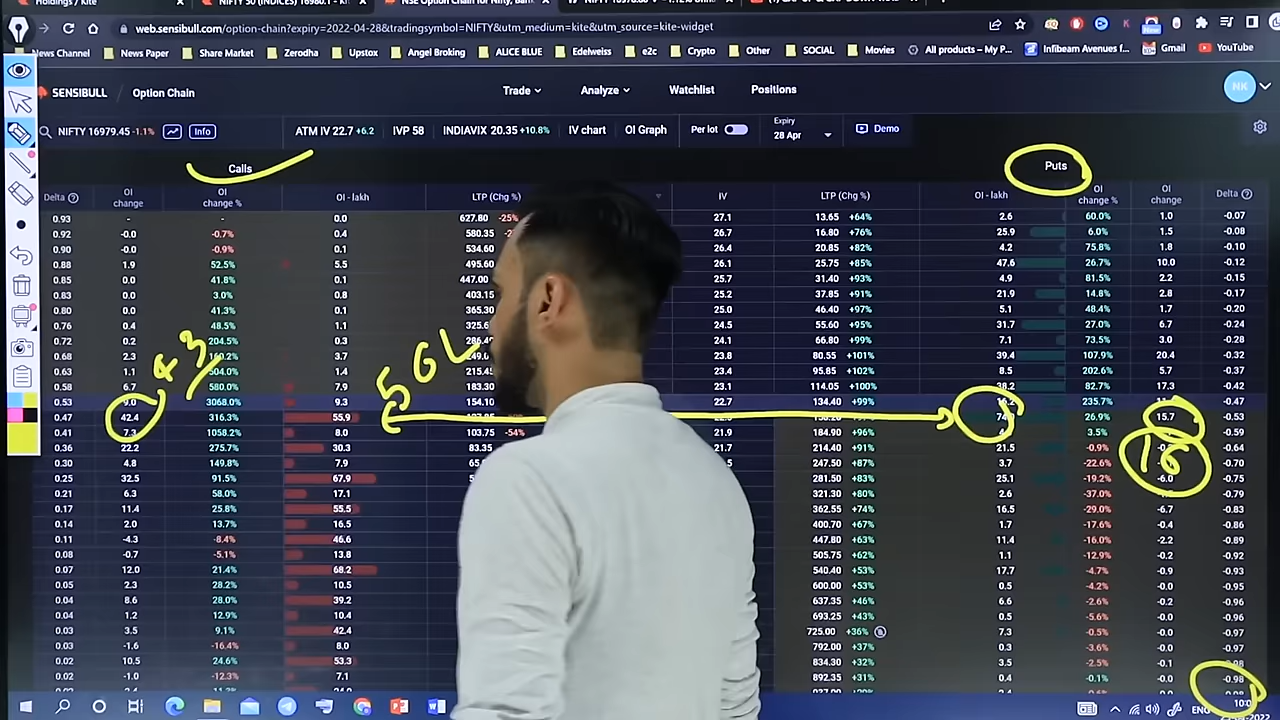 Holdings / Kite
NIFTY 50 (INDICES)
NSE Option Chain for Nifty, Ban
web.sensibull.com/option-chain?expiry=2022-04-28&tradingsymbol=NIFTY&utm_medium=kite&utm_source=kite-widget
News Channel News Paper Share Market Zerodha Upstox Angel Broking ALICE BLUE Edelweiss e2c Crypto Other SOCIAL Movies All products – My P... Infibeam Avenues f... Gmail YouTube
SENSIBULL / Option Chain Trade Analyze Watchlist Positions NK
NIFTY 16979.45 -1.1% Info ATM IV 22.7 +6.2 IVP 58 INDIAVIX 20.35 +10.8% IV chart OI Graph Per lot Expiry 28 Apr Demo
Calls Puts
Delta OI change OI change % OI - lakh LTP (Chg %) IV LTP (Chg %) OI - lakh OI change % OI change Delta
0.93 - - 0.0 627.80 -25% 27.1 13.65 +64% 2.6 60.0% 1.0 -0.07
0.92 -0.0 -0.7% 0.4 580.35 26.7 16.80 +76% 25.9 6.0% 1.5 -0.08
0.90 -0.0 -0.9% 0.1 534.60 26.4 20.85 +82% 4.2 75.8% 1.8 -0.10
0.88 1.9 52.5% 5.5 495.60 26.1 25.75 +85% 47.6 26.7% 10.0 -0.12
0.85 0.0 41.8% 0.1 447.00 25.7 31.40 +93% 4.9 81.5% 2.2 -0.15
0.83 0.0 3.0% 0.8 403.15 25.2 37.85 +91% 21.9 14.8% 2.8 -0.17
0.80 0.0 41.3% 0.1 365.30 25.0 46.40 +97% 5.1 48.4% 1.7 -0.20
0.76 0.4 48.5% 1.1 325.6 24.5 55.60 +95% 31.7 27.0% 6.7 -0.24
0.72 0.2 204.5% 0.3 24.1 66.80 +99% 7.1 73.5% 3.0 -0.28
0.68 2.3 3.7 23.8 80.55 +101% 39.4 107.9% 20.4 -0.32
0.63 1.1 1.4 215.4 23.4 95.85 +102% 8.5 202.6% 5.7 -0.37
0.58 6.7 580.0% 7.9 183.30 23.1 114.05 +100% 38.2 82.7% 17.3 -0.42
0.53 9.0 3068.0% 9.3 154.10 22.7 134.40 +99% 16.2 235.7% -0.47
0.47 42.4 316.3% 55.9 26.9% 15.7 -0.53
0.41 7.3 1058.2% 8.0 103.75 -54% 21.9 184.90 +96% 3.5% -0.59
0.36 22.2 275.7% 30.3 83.35 21.7 214.40 +91% 21.5 -0.9% -0.64
0.30 4.8 149.8% 7.9 247.50 +87% 3.7 -22.6% -0.70
0.25 32.5 91.5% 67.9 281.50 +83% 25.1 -19.2% -6.0 -0.75
0.21 6.3 58.0% 17.1 321.30 +80% 2.6 -37.0% -0.79
0.17 11.4 25.8% 55.5 362.55 +74% 16.5 -29.0% -6.7 -0.83
0.14 2.0 13.7% 16.5 400.70 +67% 1.7 -17.6% -0.4 -0.86
0.11 -4.3 -8.4% 46.6 447.80 +63% 11.4 -16.0% -2.2 -0.89
0.08 -0.7 -5.1% 13.8 505.75 +62% 1.1 -12.9% -0.2 -0.92
0.07 12.0 21.4% 68.2 540.40 +53% 17.7 -4.7% -0.9 -0.93
0.05 2.3 28.2% 10.5 600.00 +53% 0.5 -4.2% -0.0 -0.95
0.04 8.6 28.0% 39.2 637.35 +46% 6.6 -2.6% -0.2 -0.96
0.04 1.2 12.9% 10.4 693.25 +43% 0.5 -5.6% -0.0 -0.96
0.03 3.5 9.1% 42.4 725.00 +36% 7.3 -0.5% -0.0 -0.97
0.03 -1.6 -16.4% 8.0 792.00 +37% 0.3 -3.6% -0.0 -0.97
0.02 10.5 24.6% 53.3 834.30 +32% 3.5 -2.5% -0.1
0.02 -1.0 -12.3% 7.1 892.35 +31% 0.4 -0.1% -0.0 -0.98
43
56L
16
ENG